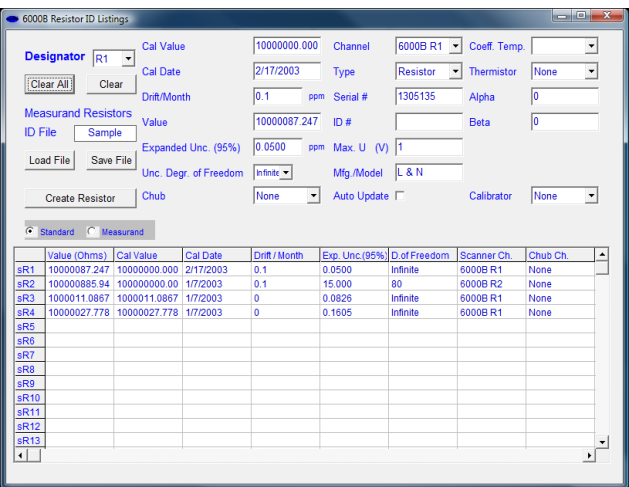 6000B Resistor ID Listings
Designator R1 Cal Value 10000000.000 Channel 6000B R1 Coeff. Temp.
Clear All Clear Cal Date 2/17/2003 Type Resistor Thermistor None
Drift/Month 0.1 ppm Serial # 1305135 Alpha 0
Measurand Resistors
ID File Sample Value 10000087.247 ID # Beta 0
Expanded Unc. (95%) 0.0500 ppm Max. U (V) 1
Load File Save File Unc. Degr. of Freedom Infinite Mfg./Model L & N
Create Resistor Chub None Auto Update Calibrator None
Standard Measurand
Value (Ohms) Cal Value Cal Date Drift / Month Exp. Unc.(95%) D.of Freedom Scanner Ch. Chub Ch.
sR1 10000087.247 10000000.000 2/17/2003 0.1 0.0500 Infinite 6000B R1 None
sR2 100000885.94 100000000.00 1/7/2003 0.1 15.000 80 6000B R2 None
sR3 1000011.0867 1000011.0867 1/7/2003 0 0.0826 Infinite 6000B R1 None
sR4 10000027.778 10000027.778 1/7/2003 0 0.1605 Infinite 6000B R1 None
sR5
sR6
sR7
sR8
sR9
sR10
sR11
sR12
sR13